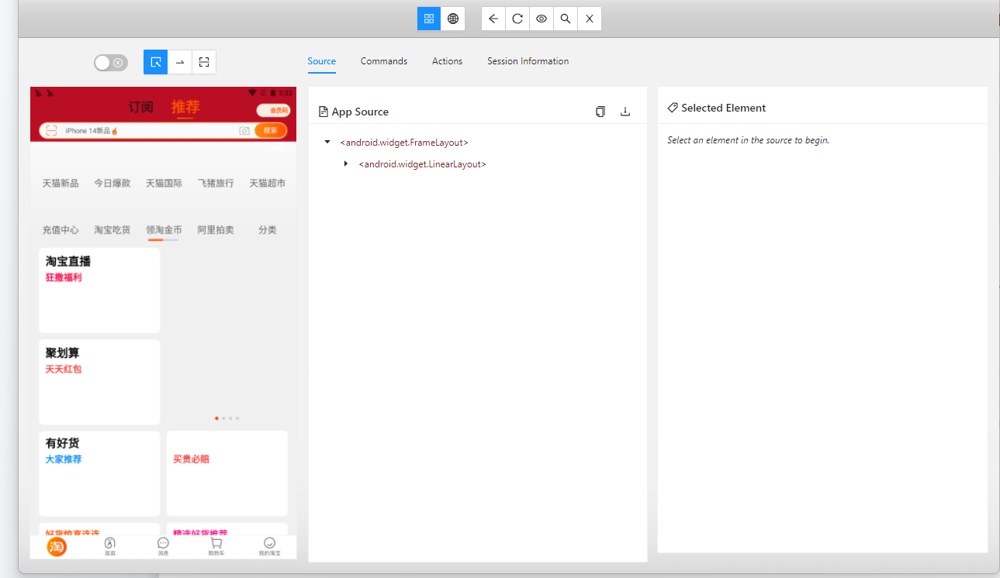 Source Commands Actions Session Information
2:33
订阅 推荐
会员码
iPhone 14新品 搜索
天猫新品 今日爆款 天猫国际 飞猪旅行 天猫超市
充值中心 淘宝吃货 领淘金币 阿里拍卖 分类
淘宝直播
狂撒福利
聚划算
天天红包
有好货
大家推荐
买贵必赔
好货惊喜连连 精选好货推荐
淘
逛逛 消息 购物车 我的淘宝
App Source
<android.widget.FrameLayout>
<android.widget.LinearLayout>
Selected Element
Select an element in the source to begin.